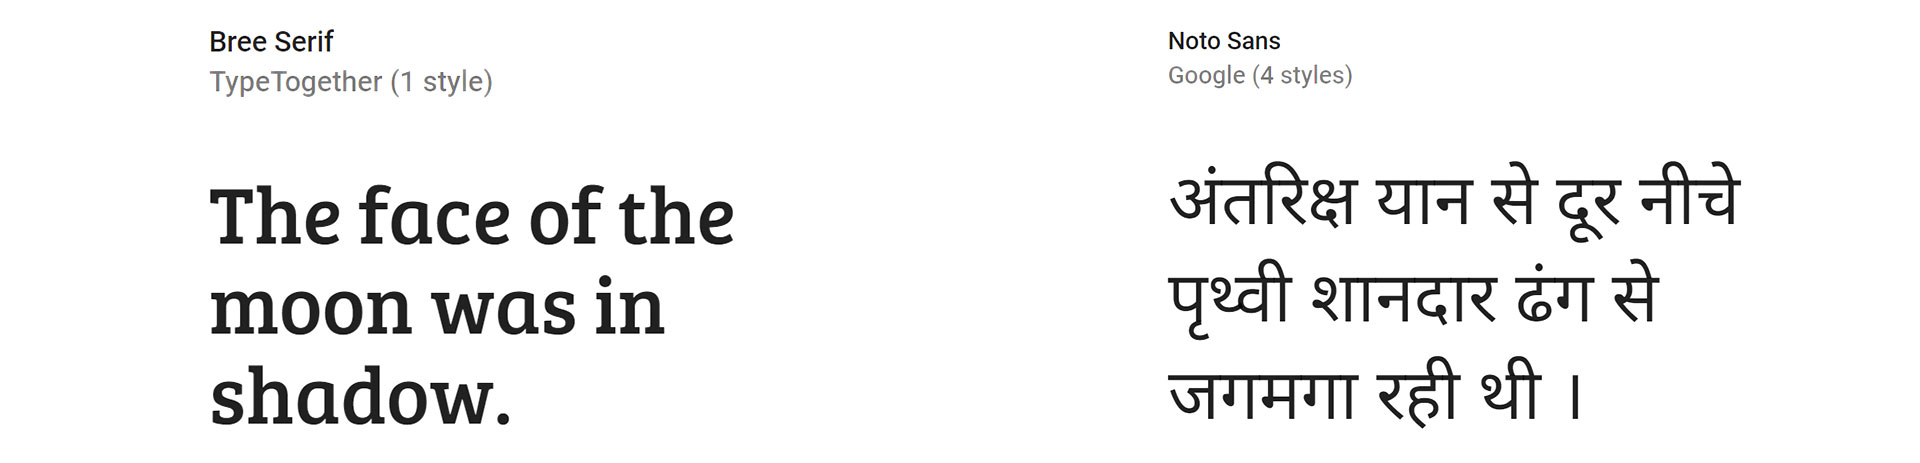 Bree Serif
TypeTogether (1 style)
The face of the
moon was in
shadow.
Noto Sans
Google (4 styles)
अंतरिक्ष यान से दूर नीचे
पृथ्वी शानदार ढंग से
जगमगा रही थी ।